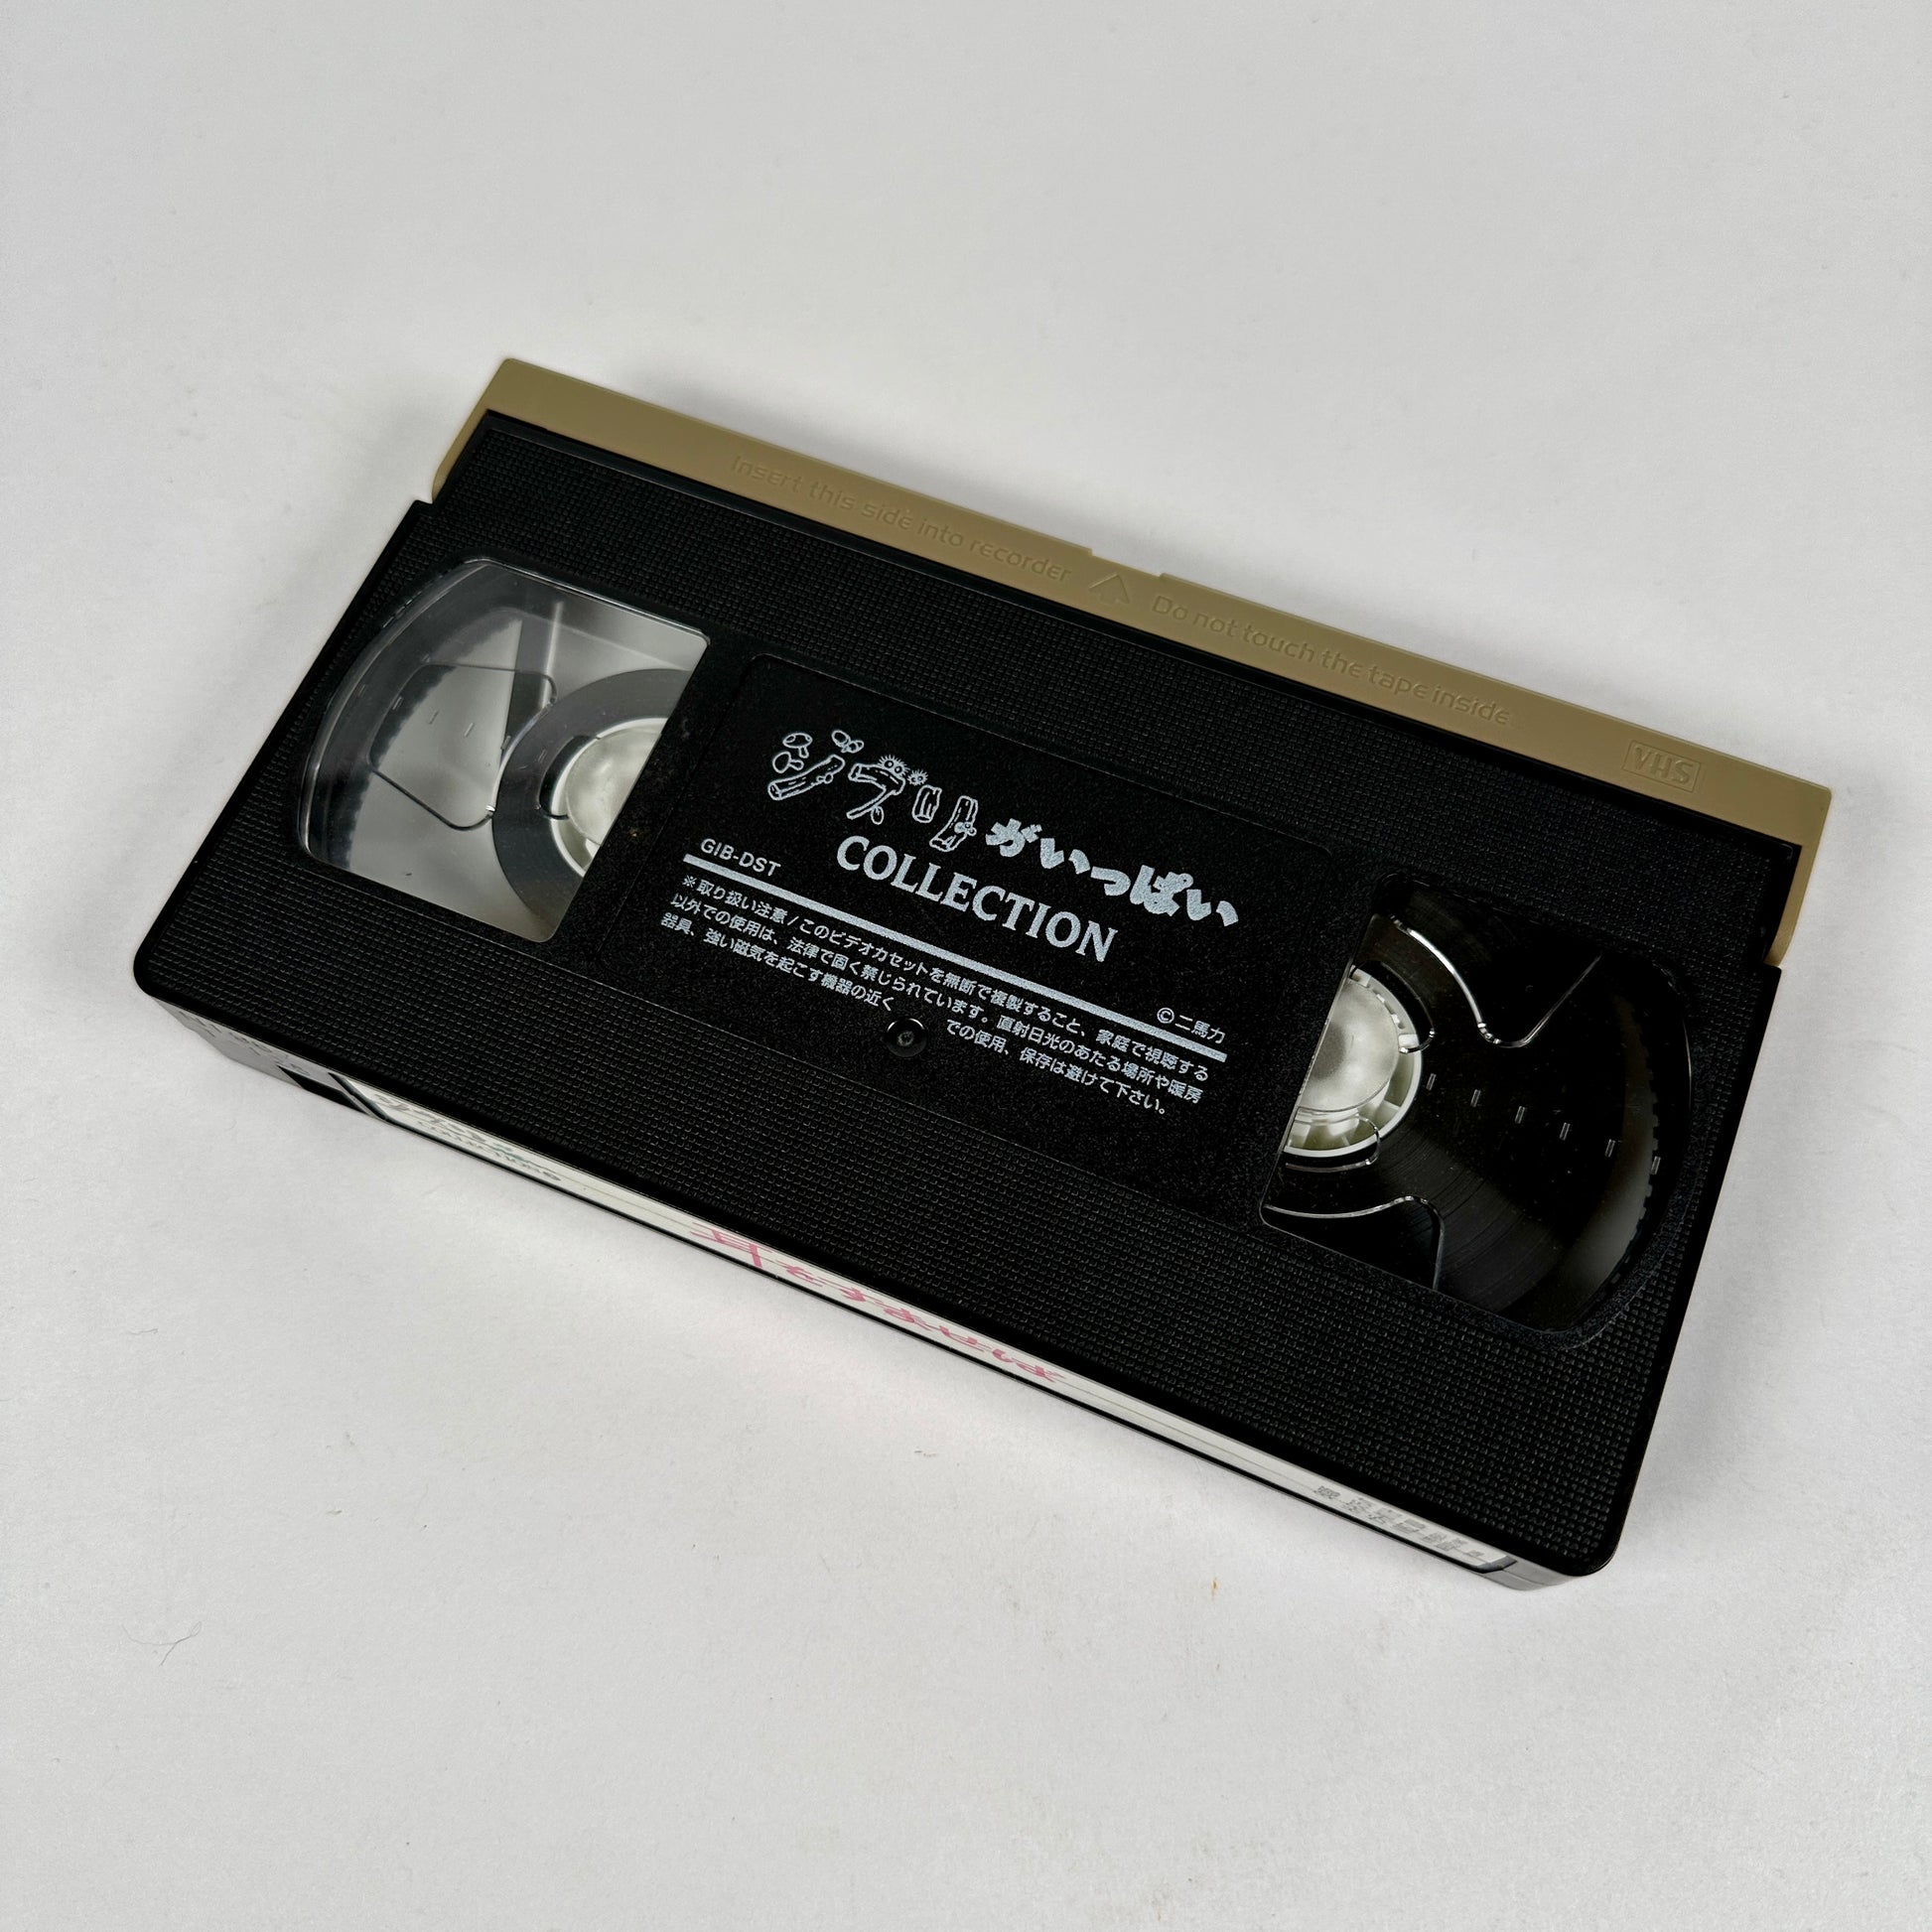 Insert this side into recorder
Do not touch the tape inside
VHS
ジブリがいっぱい
COLLECTION
GIB-DST
©二馬力
※取り扱い注意/このビデオカセットを無断で複製すること、家庭で視聴する
以外での使用は、法律で固く禁じられています。直射日光のあたる場所や暖房
器具、強い磁気を起こす機器の近く での使用、保存は避けて下さい。
耳をすませば